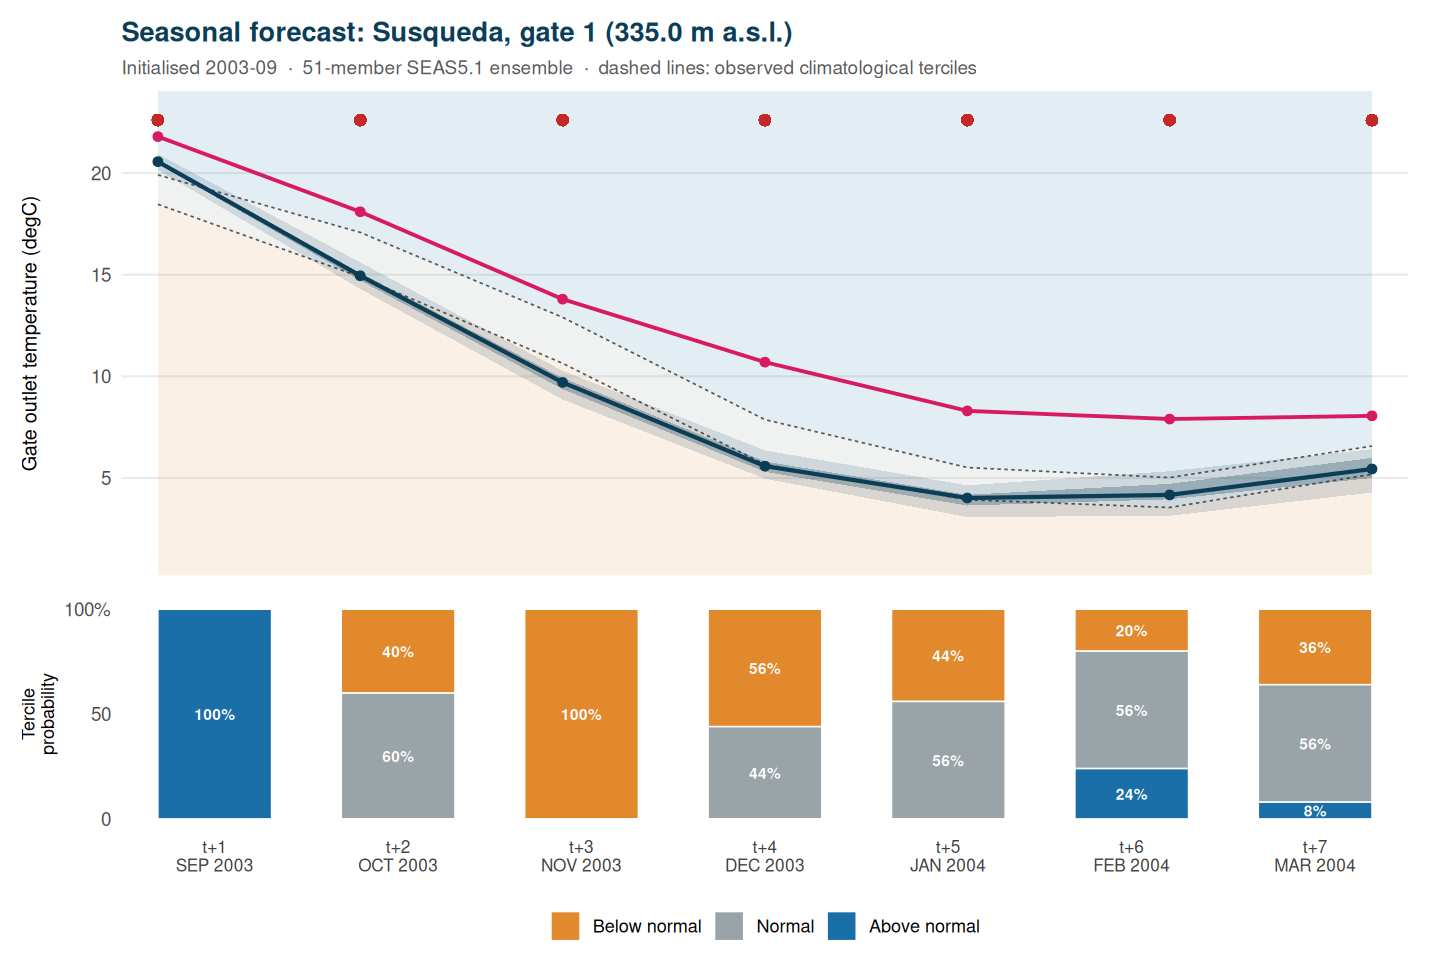 Seasonal forecast: Susqueda, gate 1 (335.0 m a.s.l.)
Initialised 2003-09 · 51-member SEAS5.1 ensemble · dashed lines: observed climatological terciles
Gate outlet temperature (degC)
20
15
10
5
Tercile
probability
100%
50
0
100%
40%
60%
100%
56%
44%
44%
56%
20%
56%
24%
36%
56%
8%
t+1
SEP 2003
t+2
OCT 2003
t+3
NOV 2003
t+4
DEC 2003
t+5
JAN 2004
t+6
FEB 2004
t+7
MAR 2004
Below normal
Normal
Above normal